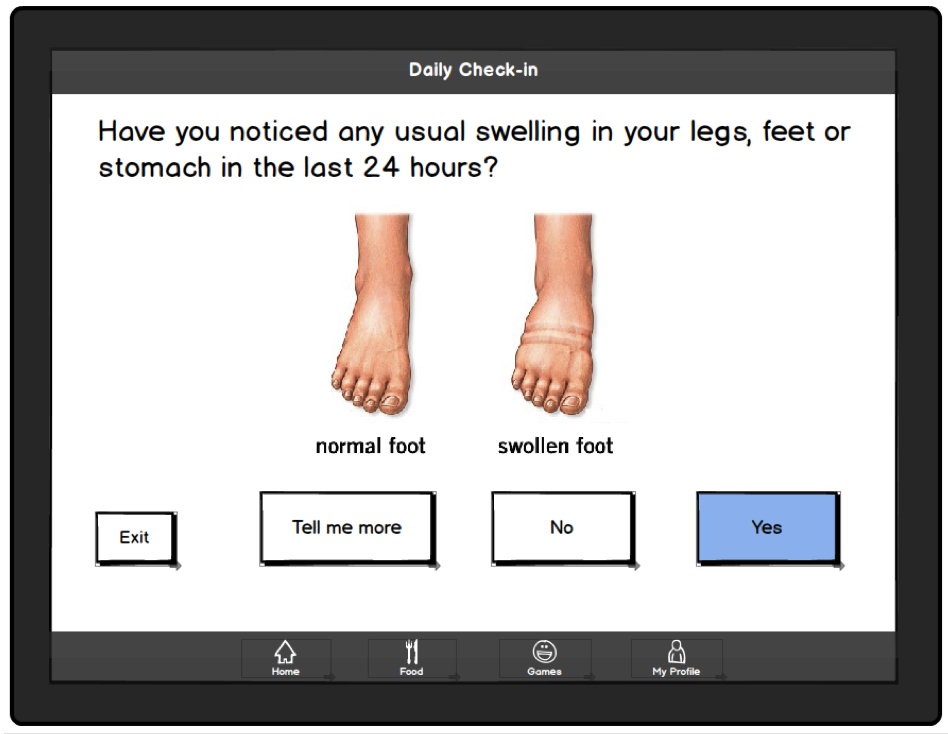 Daily Check-in
Have you noticed any usual swelling in your legs, feet or
stomach in the last 24 hours?
normal foot
swollen foot
Exit
Tell me more
No
Yes
Home
Food
Games
My Profile